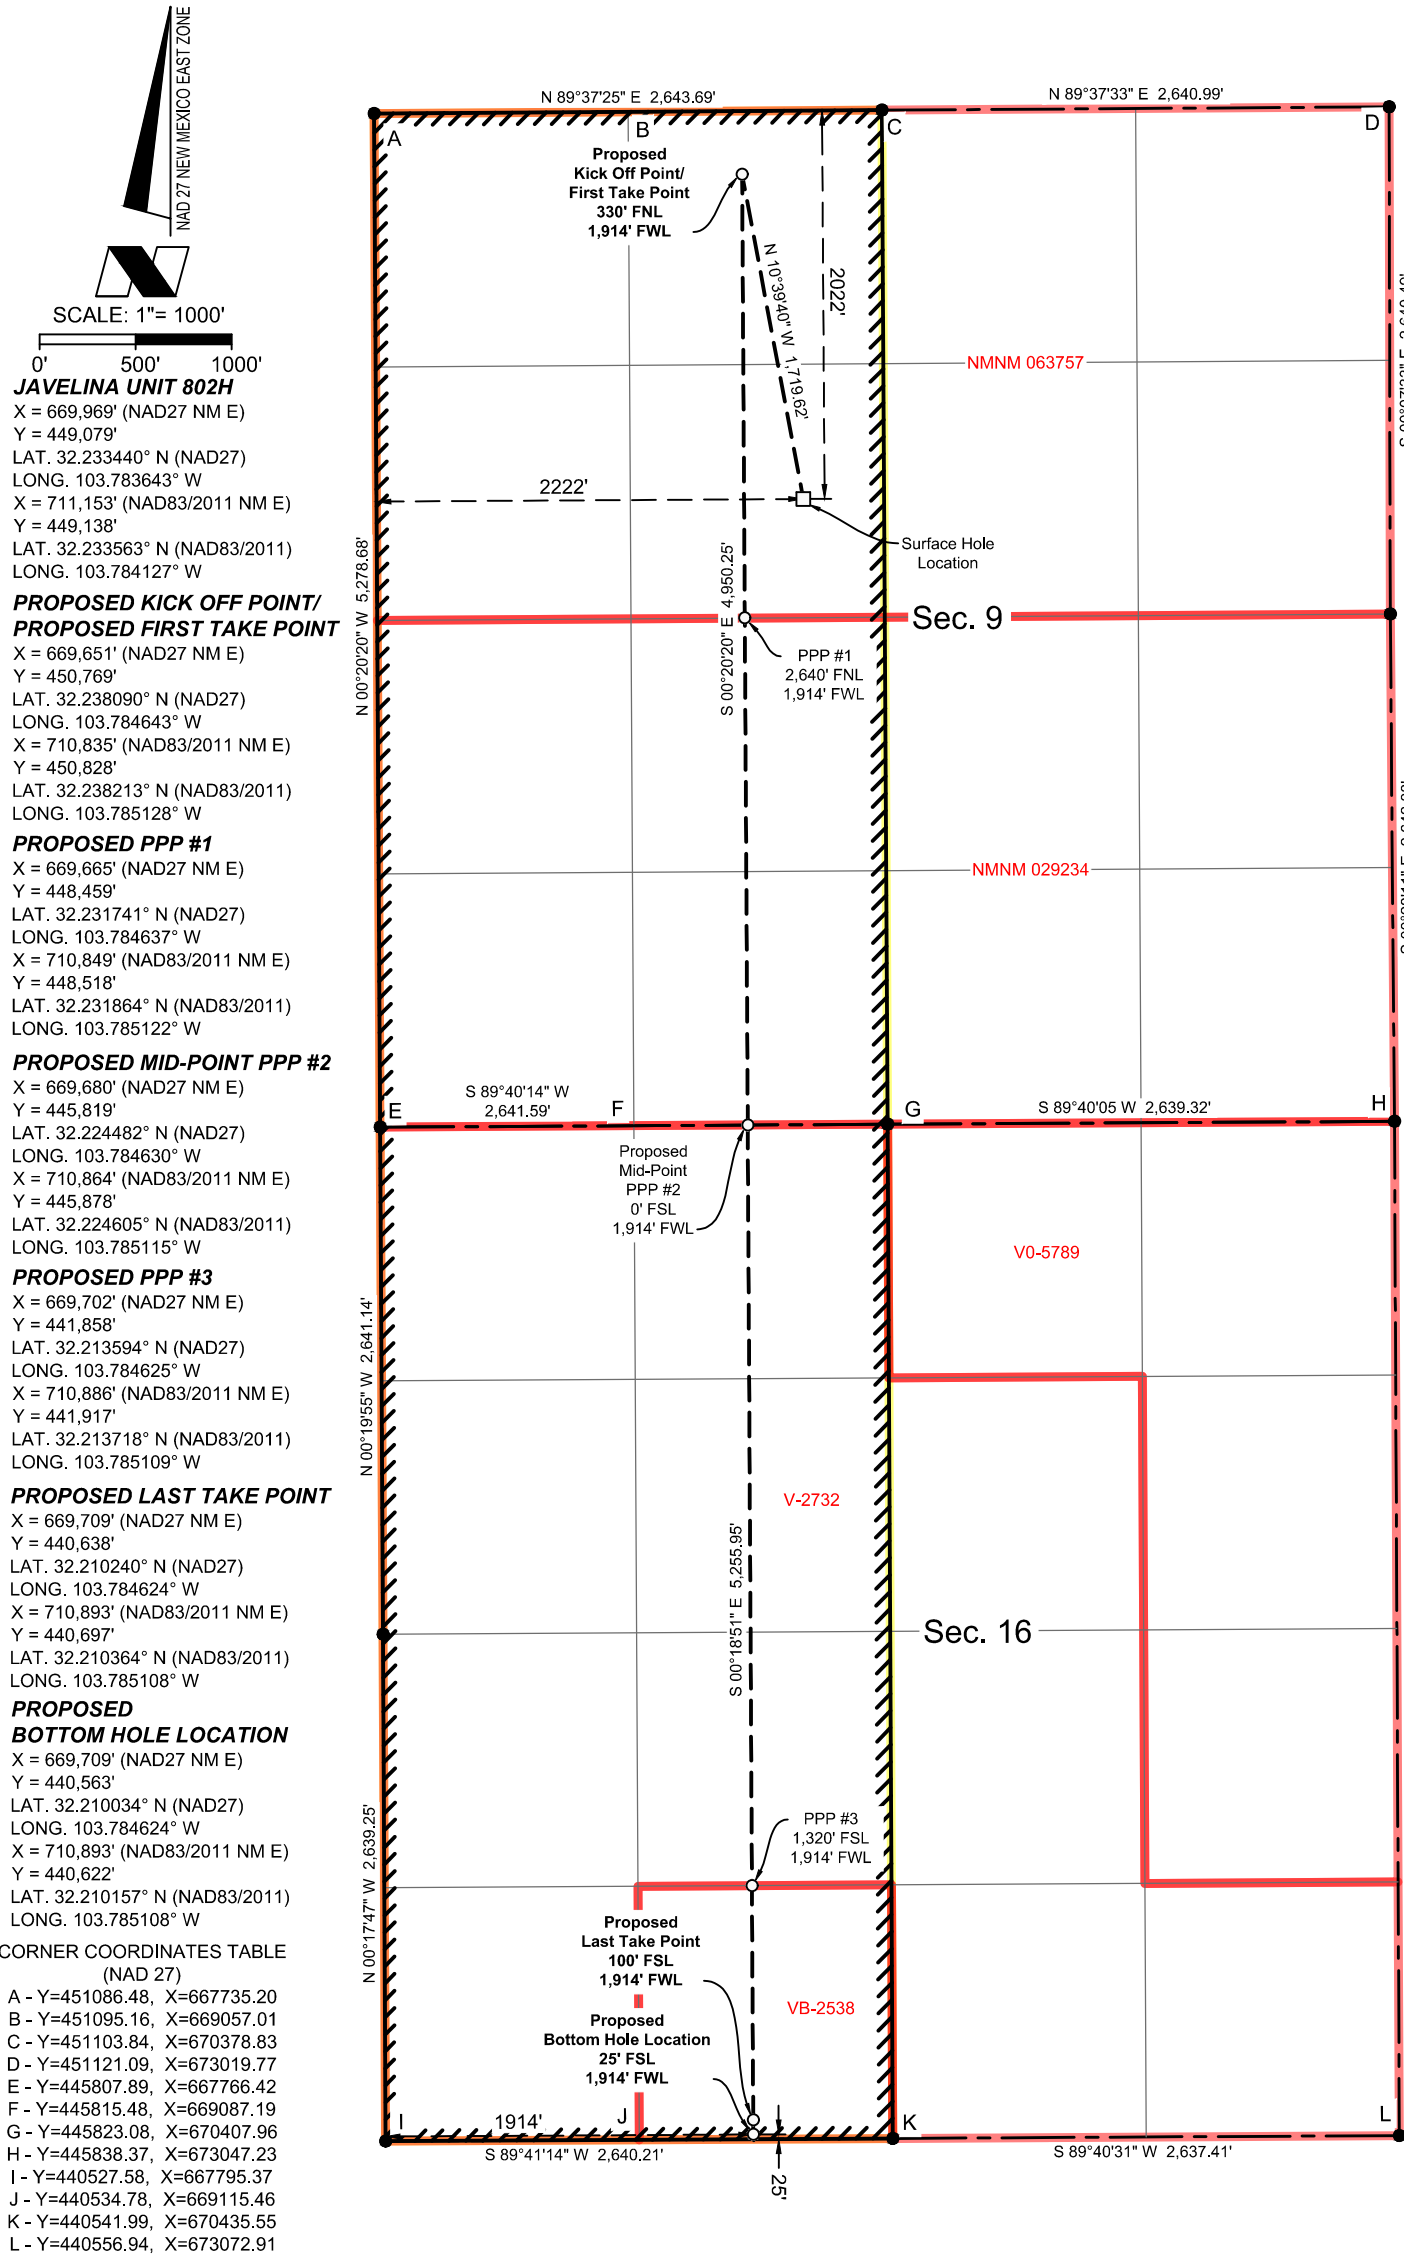 NAD 27 NEW MEXICO EAST ZONE
SCALE: 1"= 1000'
0' 500' 1000'
JAVELINA UNIT 802H
X = 669,969' (NAD27 NM E)
Y = 449,079'
LAT. 32.233440° N (NAD27)
LONG. 103.783643° W
X = 711,153' (NAD83/2011 NM E)
Y = 449,138'
LAT. 32.233563° N (NAD83/2011)
LONG. 103.784127° W
PROPOSED KICK OFF POINT/
PROPOSED FIRST TAKE POINT
X = 669,651' (NAD27 NM E)
Y = 450,769'
LAT. 32.238090° N (NAD27)
LONG. 103.784643° W
X = 710,835' (NAD83/2011 NM E)
Y = 450,828'
LAT. 32.238213° N (NAD83/2011)
LONG. 103.785128° W
PROPOSED PPP #1
X = 669,665' (NAD27 NM E)
Y = 448,459'
LAT. 32.231741° N (NAD27)
LONG. 103.784637° W
X = 710,849' (NAD83/2011 NM E)
Y = 448,518'
LAT. 32.231864° N (NAD83/2011)
LONG. 103.785122° W
PROPOSED MID-POINT PPP #2
X = 669,680' (NAD27 NM E)
Y = 445,819'
LAT. 32.224482° N (NAD27)
LONG. 103.784630° W
X = 710,864' (NAD83/2011 NM E)
Y = 445,878'
LAT. 32.224605° N (NAD83/2011)
LONG. 103.785115° W
PROPOSED PPP #3
X = 669,702' (NAD27 NM E)
Y = 441,858'
LAT. 32.213594° N (NAD27)
LONG. 103.784625° W
X = 710,886' (NAD83/2011 NM E)
Y = 441,917'
LAT. 32.213718° N (NAD83/2011)
LONG. 103.785109° W
PROPOSED LAST TAKE POINT
X = 669,709' (NAD27 NM E)
Y = 440,638'
LAT. 32.210240° N (NAD27)
LONG. 103.784624° W
X = 710,893' (NAD83/2011 NM E)
Y = 440,697'
LAT. 32.210364° N (NAD83/2011)
LONG. 103.785108° W
PROPOSED
BOTTOM HOLE LOCATION
X = 669,709' (NAD27 NM E)
Y = 440,563'
LAT. 32.210034° N (NAD27)
LONG. 103.784624° W
X = 710,893' (NAD83/2011 NM E)
Y = 440,622'
LAT. 32.210157° N (NAD83/2011)
LONG. 103.785108° W
CORNER COORDINATES TABLE
(NAD 27)
A - Y=451086.48, X=667735.20
B - Y=451095.16, X=669057.01
C - Y=451103.84, X=670378.83
D - Y=451121.09, X=673019.77
E - Y=445807.89, X=667766.42
F - Y=445815.48, X=669087.19
G - Y=445823.08, X=670407.96
H - Y=445838.37, X=673047.23
I - Y=440527.58, X=667795.37
J - Y=440534.78, X=669115.46
K - Y=440541.99, X=670435.55
L - Y=440556.94, X=673072.91
N 89°37'25" E 2,643.69'
N 89°37'33" E 2,640.99'
A
B
C
D
Proposed
Kick Off Point/
First Take Point
330' FNL
1,914' FWL
N 10°39'40" W 1,719.62'
2022'
NMNM 063757
2222'
Surface Hole
Location
N 00°20'20" W 5,278.68'
S 00°20'20" E 4,950.25'
Sec. 9
PPP #1
2,640' FNL
1,914' FWL
NMNM 029234
S 89°40'14" W
2,641.59'
S 89°40'05 W 2,639.32'
E
F
G
H
Proposed
Mid-Point
PPP #2
0' FSL
1,914' FWL
V0-5789
N 00°19'55" W 2,641.14'
V-2732
S 00°18'51" E 5,255.95'
Sec. 16
PPP #3
1,320' FSL
1,914' FWL
N 00°17'47" W 2,639.25'
Proposed
Last Take Point
100' FSL
1,914' FWL
VB-2538
Proposed
Bottom Hole Location
25' FSL
1,914' FWL
I
1914'
J
K
L
S 89°41'14" W 2,640.21'
S 89°40'31" W 2,637.41'
25'